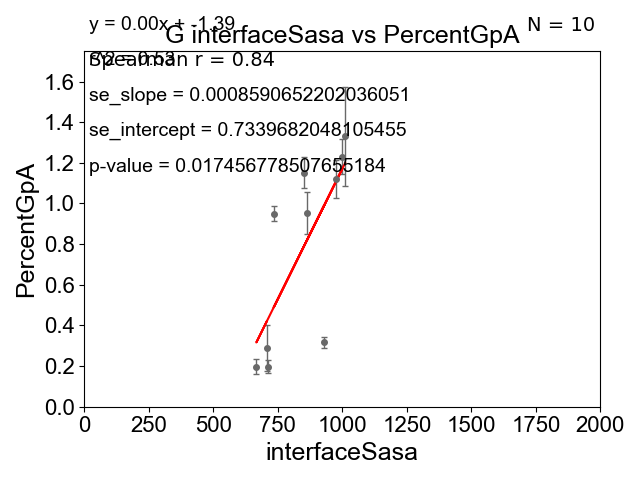 y = 0.00x + -1.39
N = 10
G interfaceSasa vs PercentGpA
Spearman r = 0.84
se_slope = 0.0008590652202036051
se_intercept = 0.7339682048105455
p-value = 0.017456778507655184
PercentGpA
1.6
1.4
1.2
1.0
0.8
0.6
0.4
0.2
0.0
0 250 500 750 1000 1250 1500 1750 2000
interfaceSasa